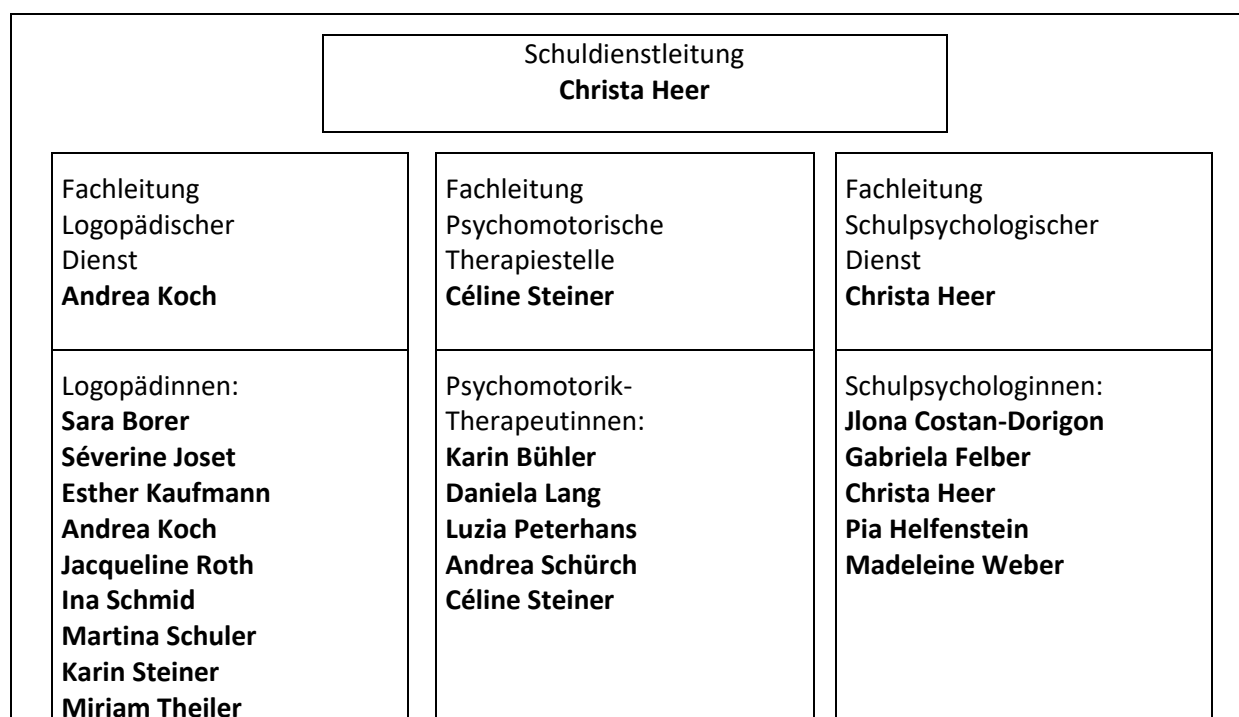 Schuldienstleitung
Christa Heer
Fachleitung
Logopädischer
Dienst
Andrea Koch
Logopädinnen:
Sara Borer
Séverine Joset
Esther Kaufmann
Andrea Koch
Jacqueline Roth
Ina Schmid
Martina Schuler
Karin Steiner
Miriam Theiler
Fachleitung
Psychomotorische
Therapiestelle
Céline Steiner
Psychomotorik-
Therapeutinnen:
Karin Bühler
Daniela Lang
Luzia Peterhans
Andrea Schürch
Céline Steiner
Fachleitung
Schulpsychologischer
Dienst
Christa Heer
Schulpsychologinnen:
Jlona Costan-Dorigon
Gabriela Felber
Christa Heer
Pia Helfenstein
Madeleine Weber